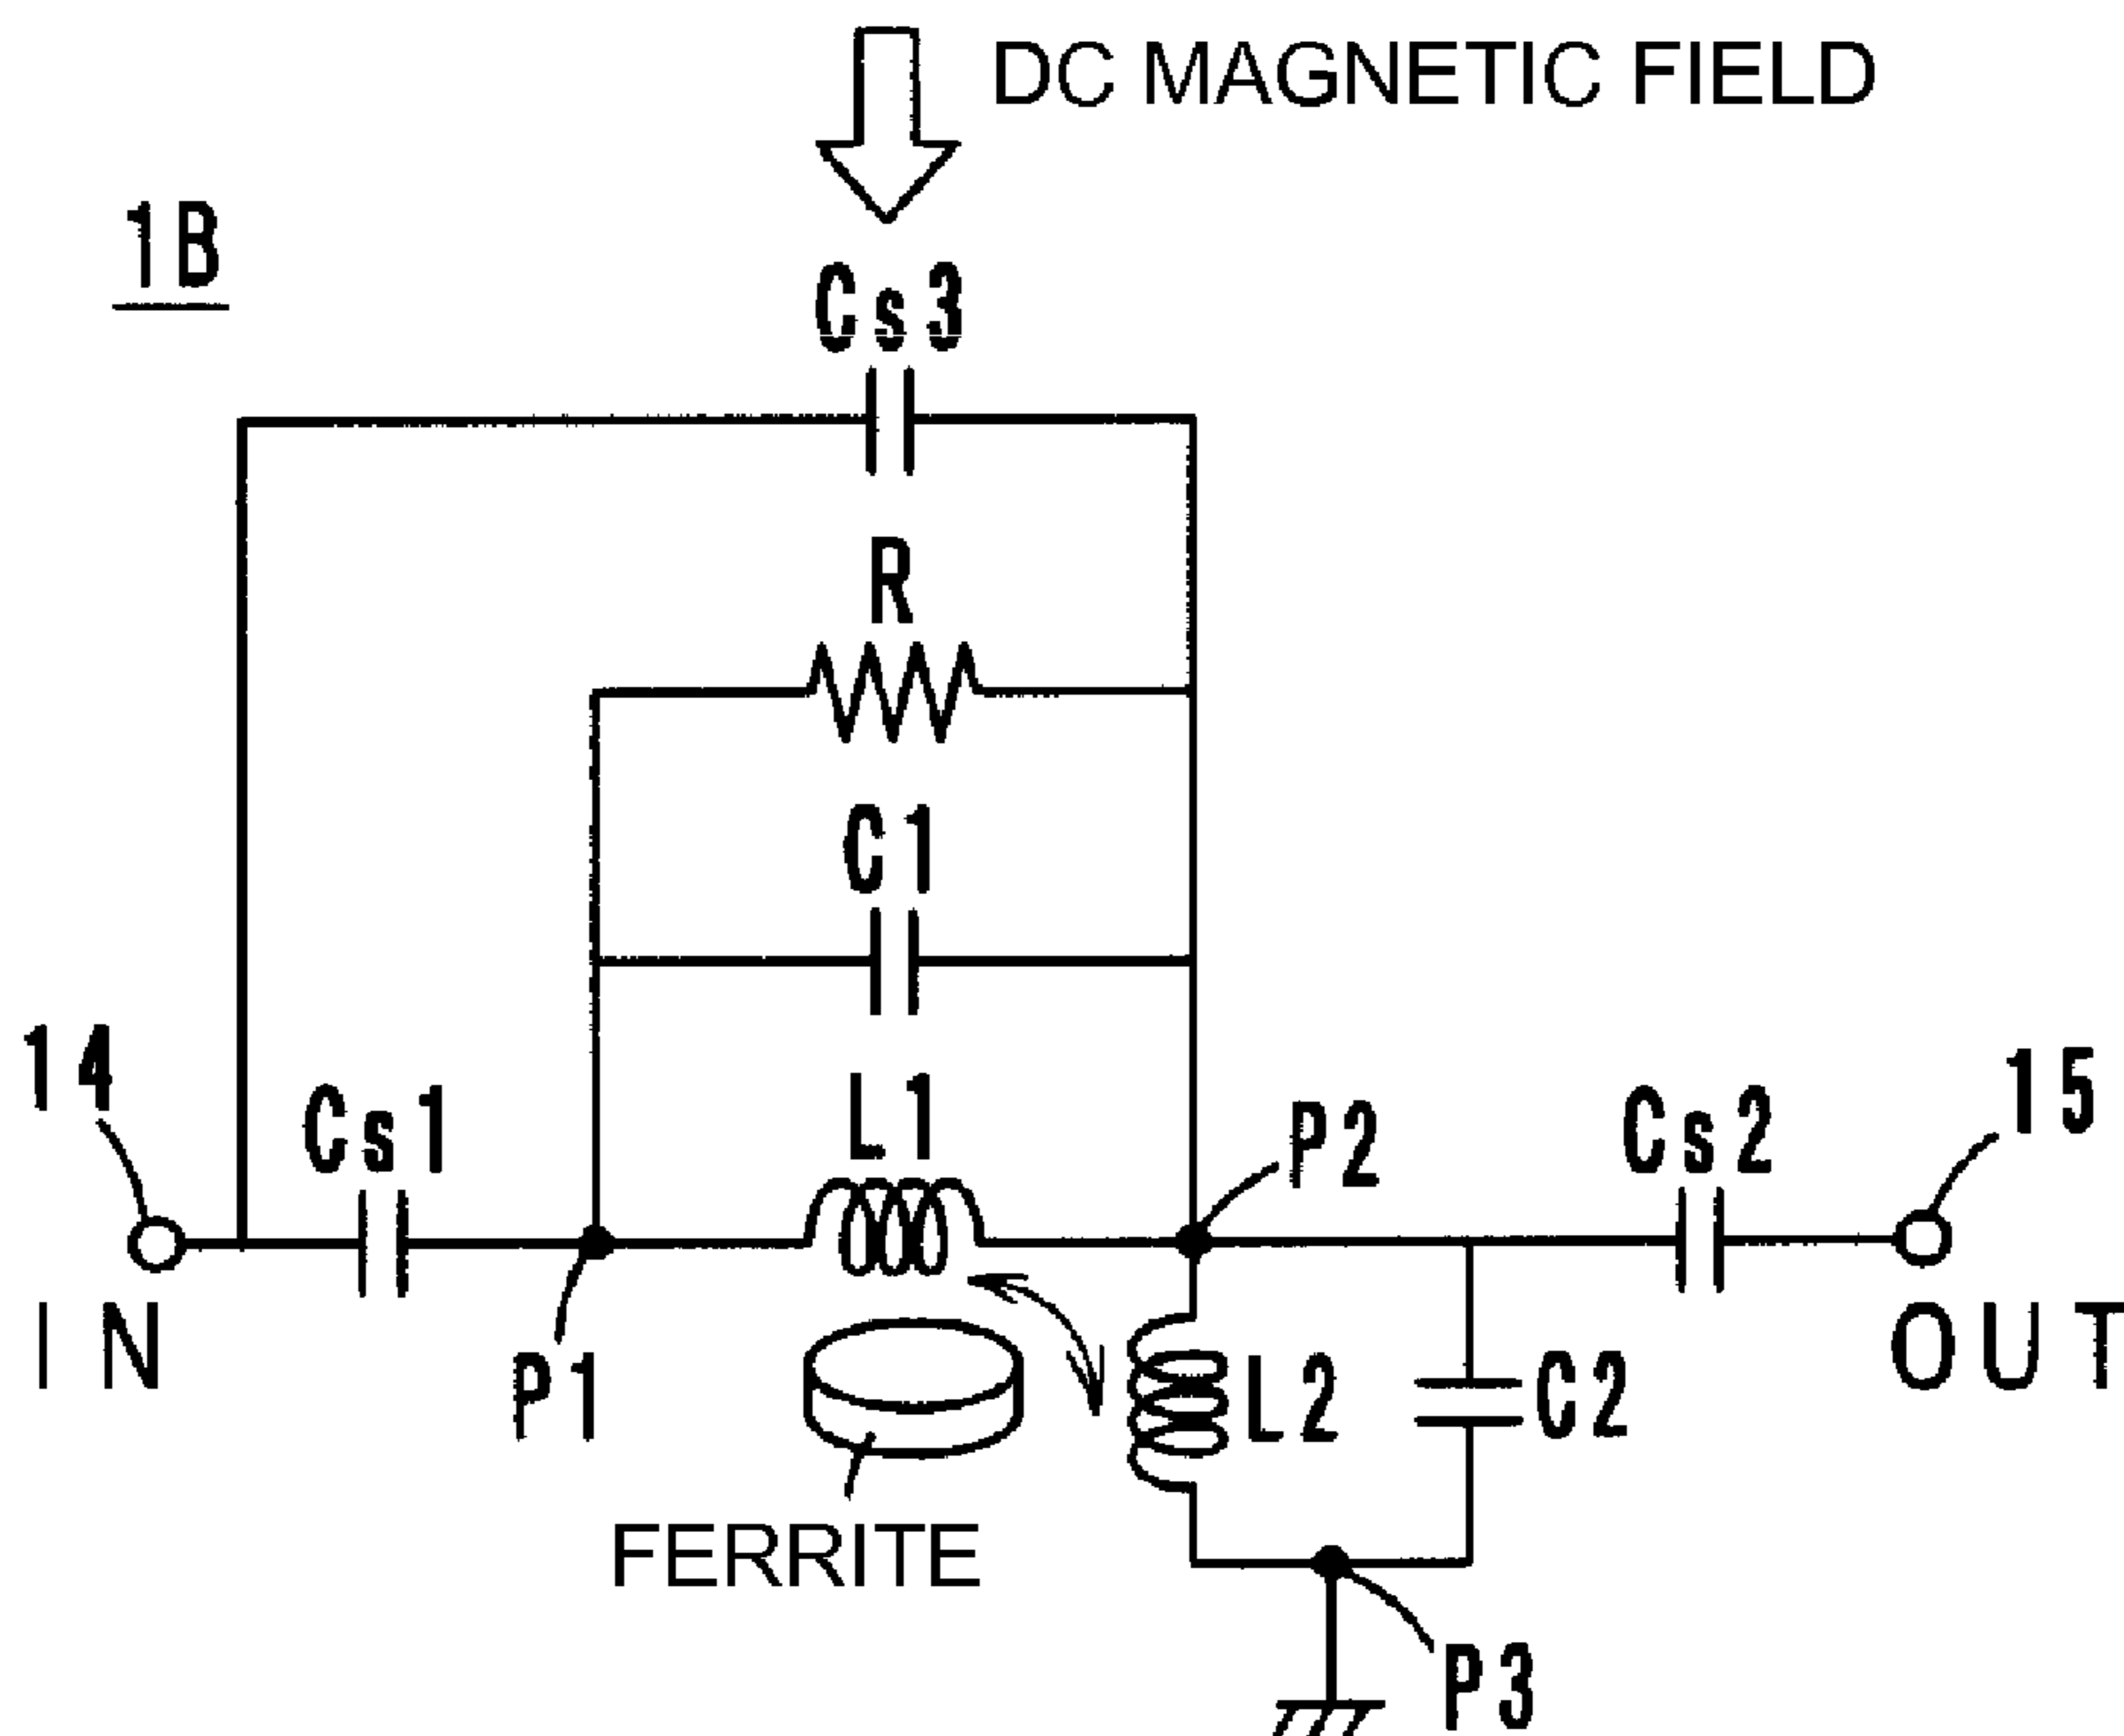 DC MAGNETIC FIELD
1B
Cs3
R
C1
14
Cs1
L1
P2
Cs2
15
IN
P1
L2
C2
OUT
FERRITE
P3